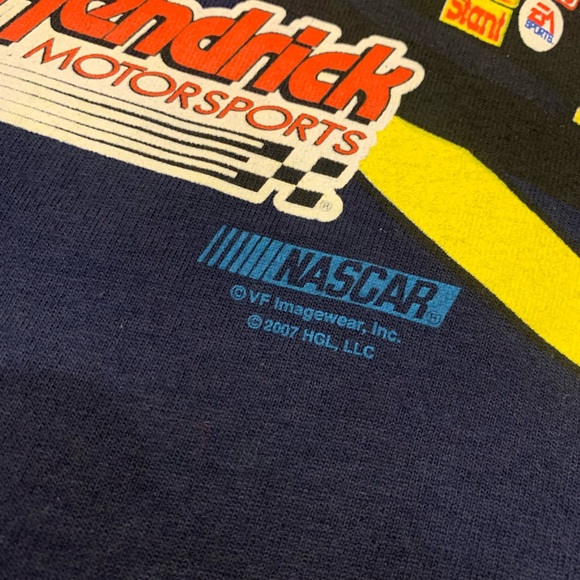 Stant
EA
SPORTS
Hendrick
MOTORSPORTS
®
NASCAR®
© VF Imagewear, Inc.
© 2007 HGL, LLC